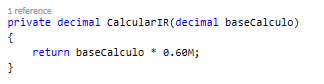 1 reference
private decimal CalcularIR(decimal baseCalculo)
{
    return baseCalculo * 0.60M;
}